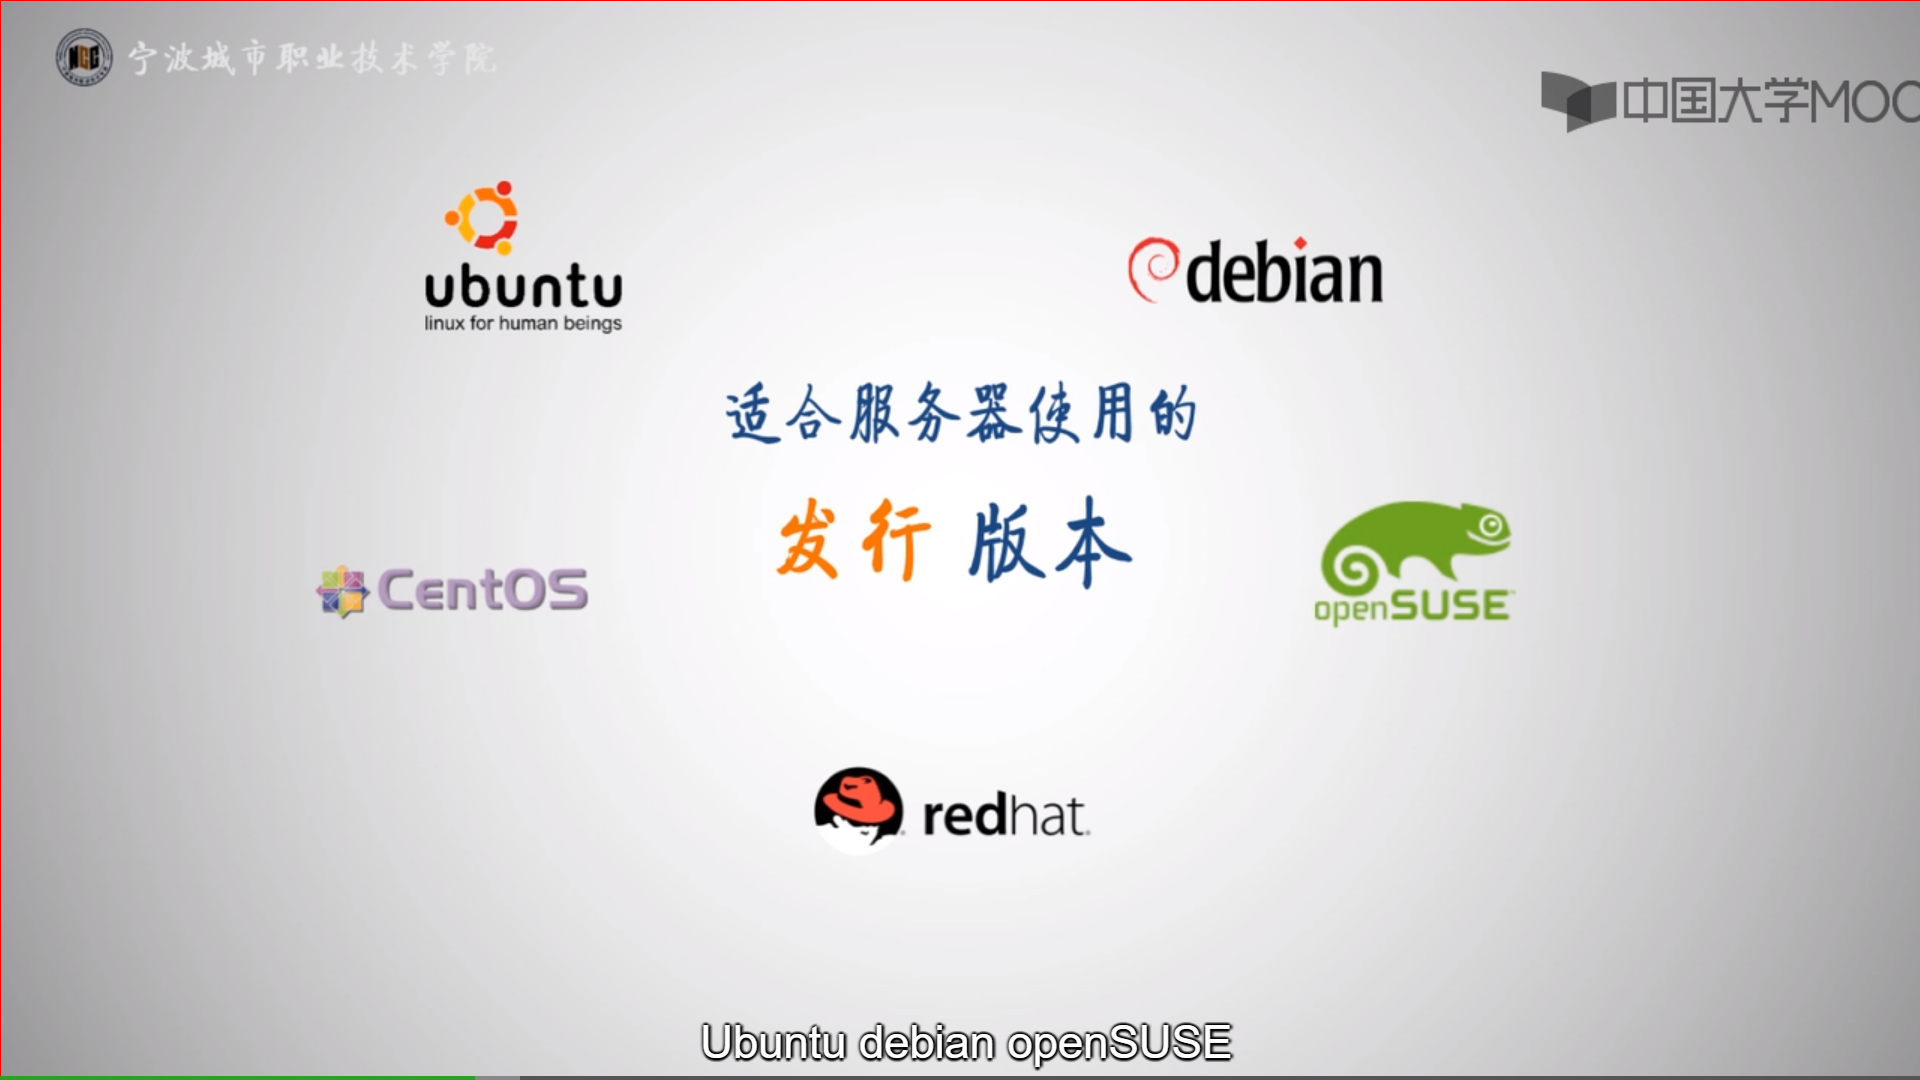 宁波城市职业技术学院
中国大学MOO
ubuntu
linux for human beings
debian
适合服务器使用的
发行版本
CentOS
openSUSE
redhat.
Ubuntu debian openSUSE